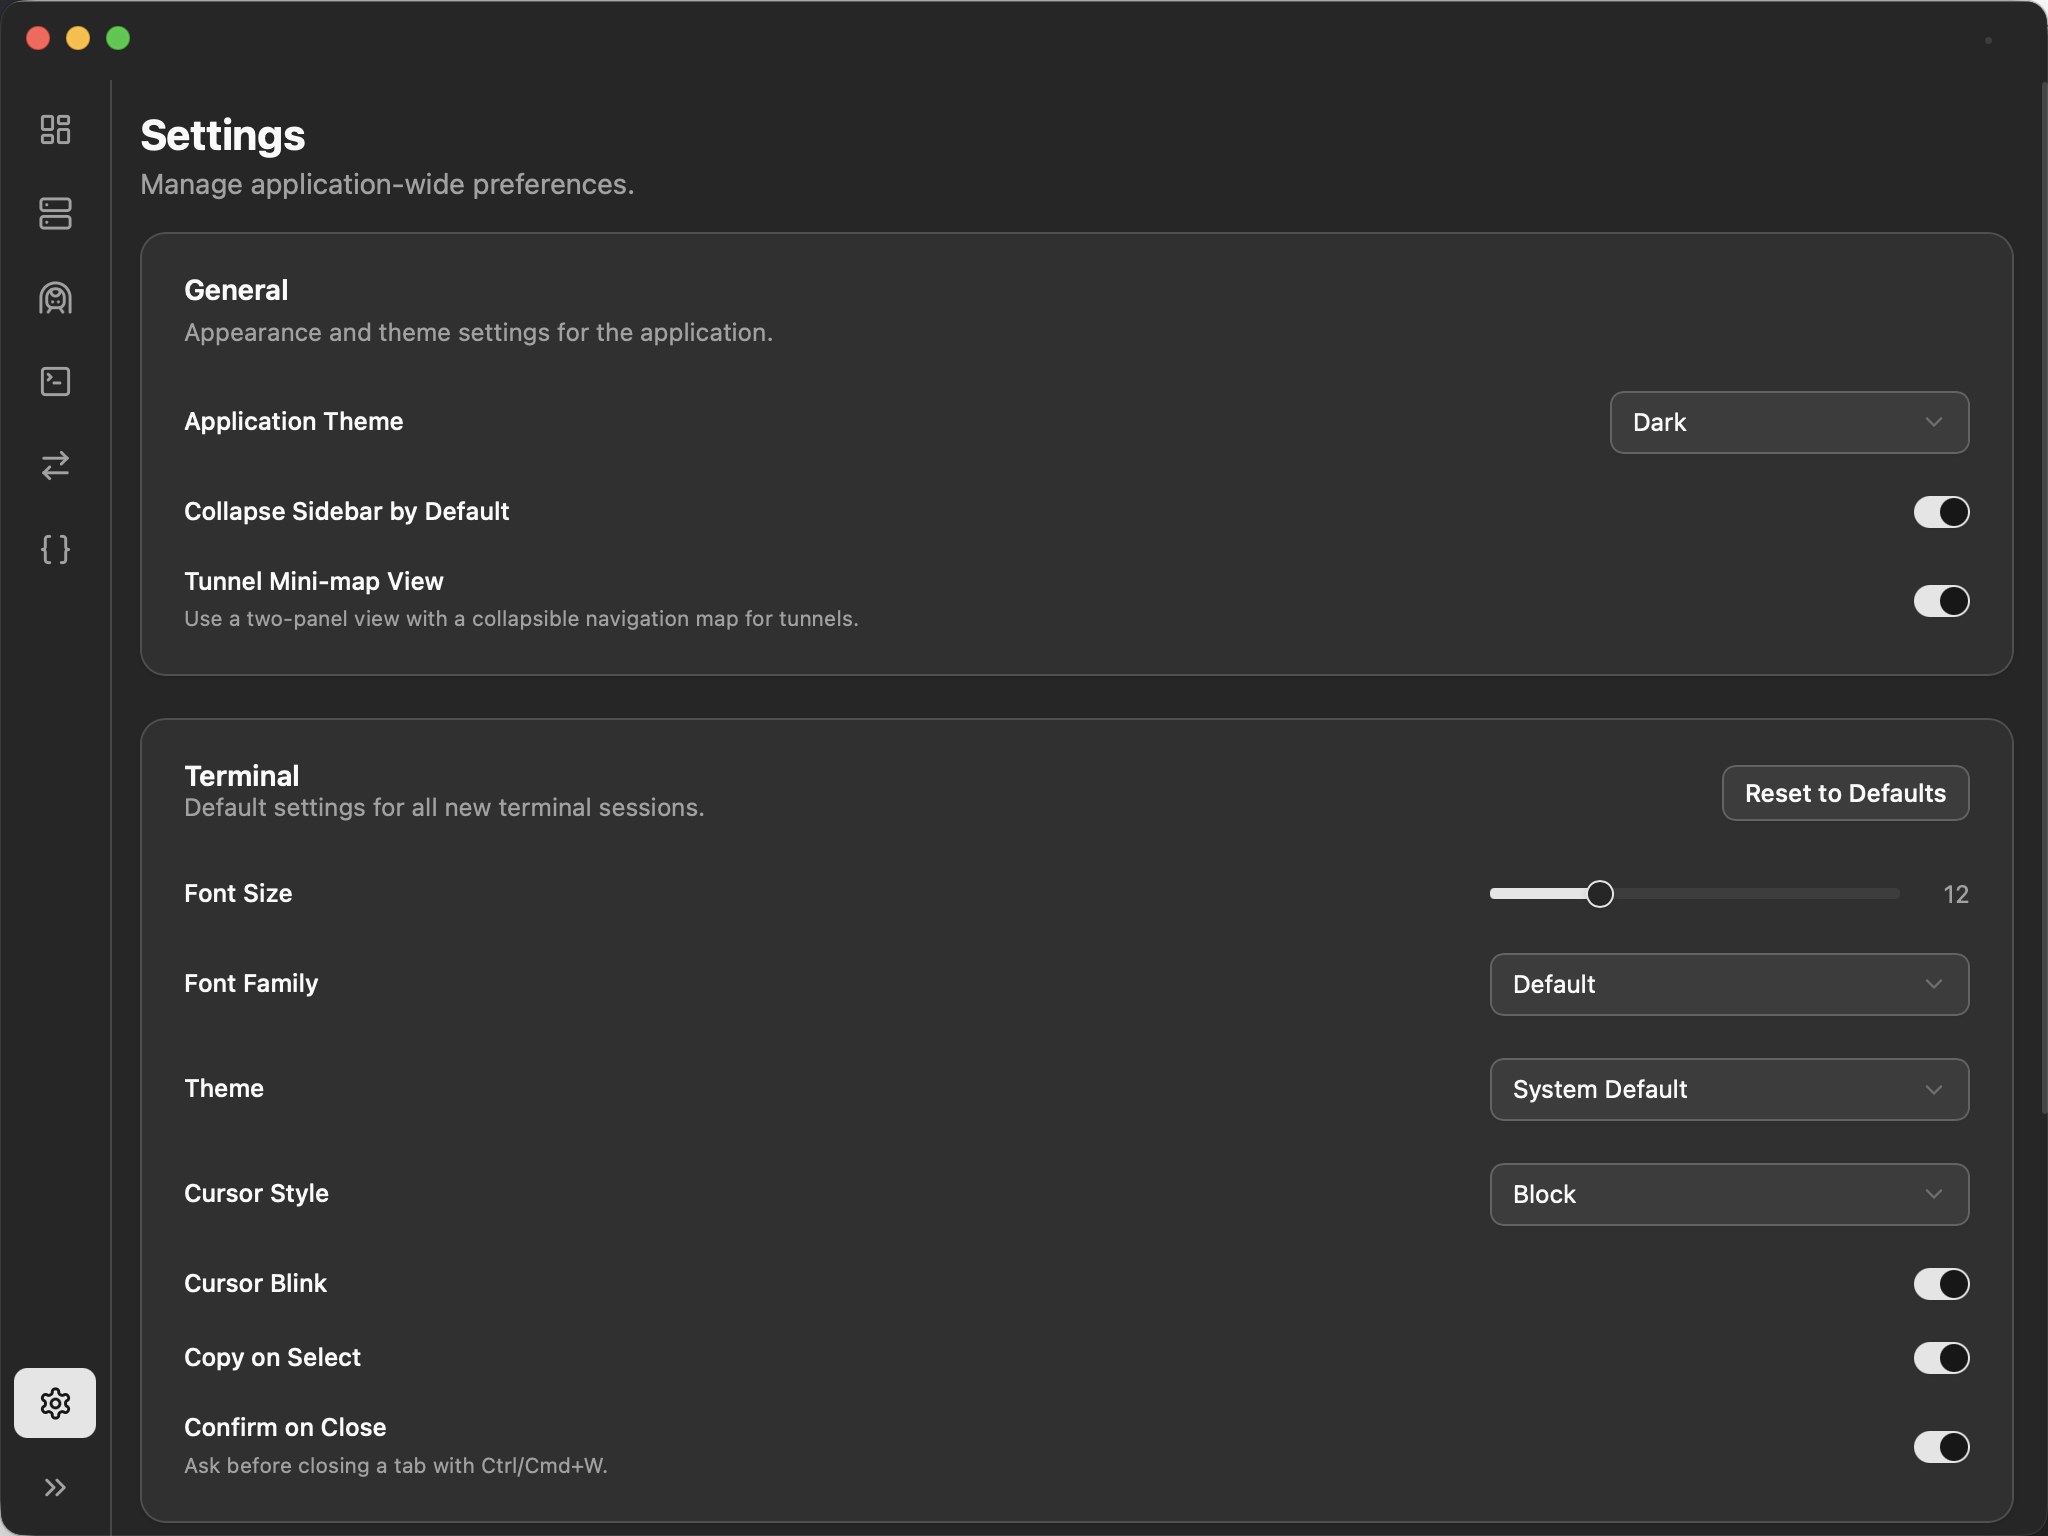 Settings
Manage application-wide preferences.
General
Appearance and theme settings for the application.
Application Theme
Dark
Collapse Sidebar by Default
Tunnel Mini-map View
Use a two-panel view with a collapsible navigation map for tunnels.
Terminal
Default settings for all new terminal sessions.
Reset to Defaults
Font Size
12
Font Family
Default
Theme
System Default
Cursor Style
Block
Cursor Blink
Copy on Select
Confirm on Close
Ask before closing a tab with Ctrl/Cmd+W.